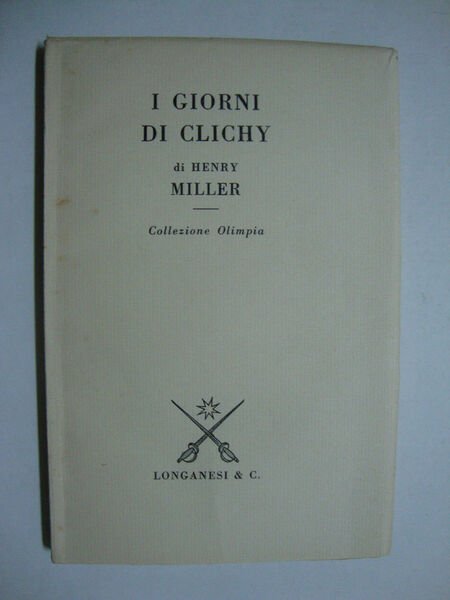 I GIORNI
DI CLICHY
di HENRY
MILLER
Collezione Olimpia
LONGANESI & C.